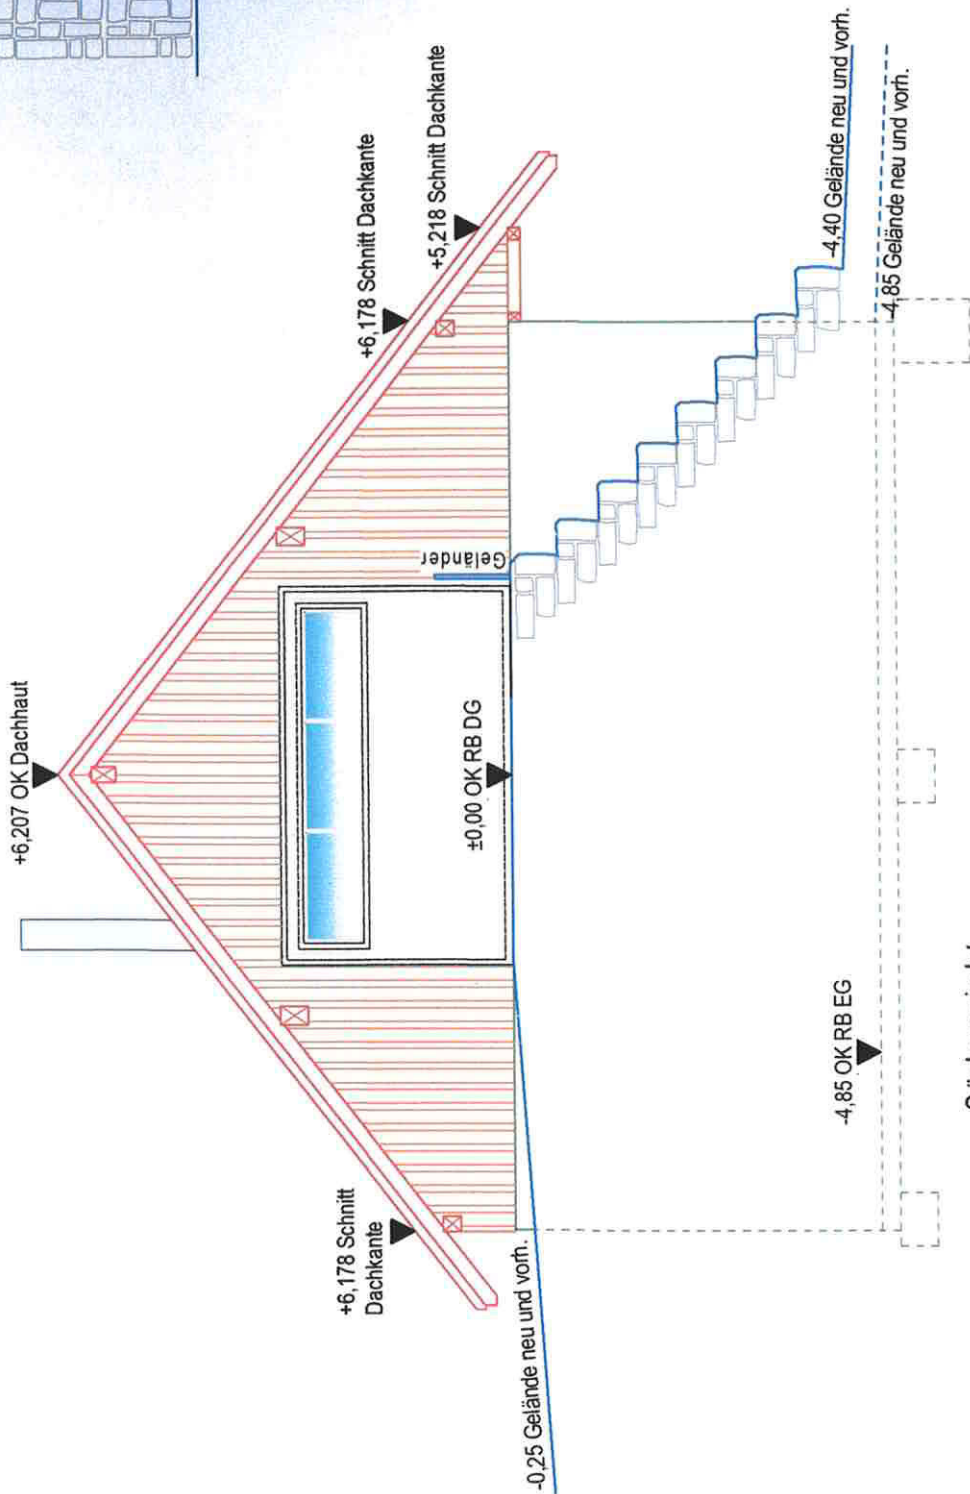 +6,207 OK Dachhaut
+6,178 Schnitt Dachkante
+5,218 Schnitt Dachkante
+6,178 Schnitt
Dachkante
Geländer
±0,00 OK RB DG
-0,25 Gelände neu und vorh.
-4,40 Gelände neu und vorh.
-4,85 Gelände neu und vorh.
-4,85 OK RB EG